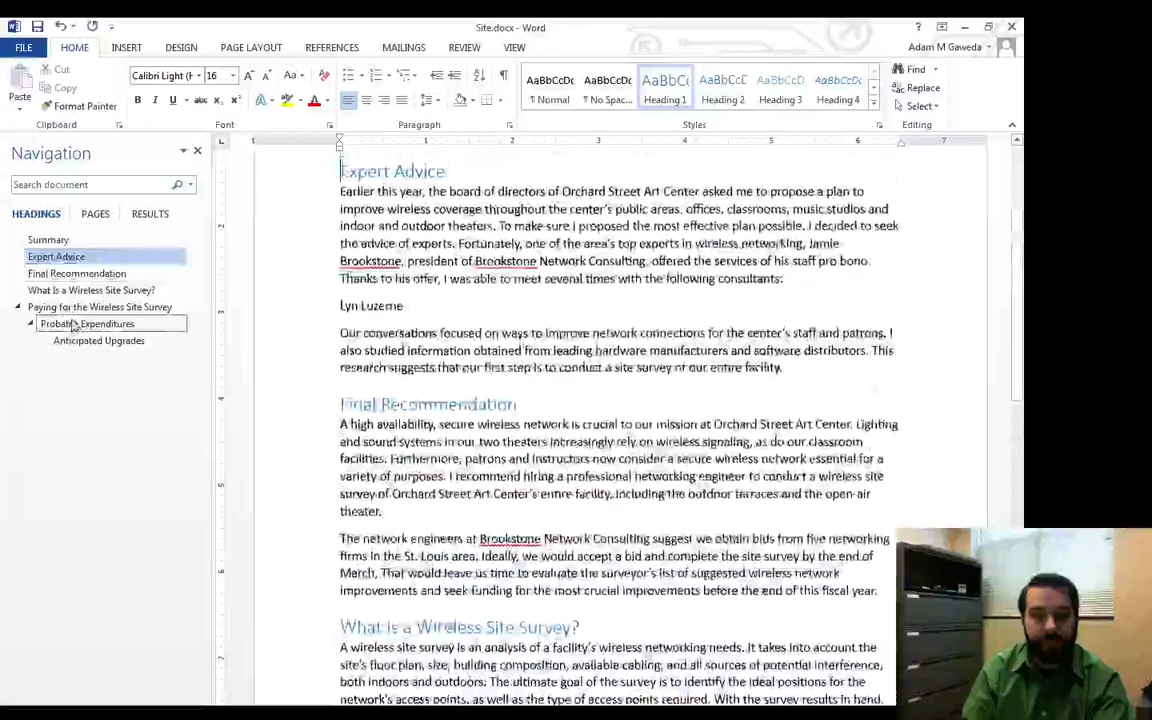 Site.docx - Word
FILE HOME INSERT DESIGN PAGE LAYOUT REFERENCES MAILINGS REVIEW VIEW Adam M Gaweda
Paste Cut Copy Format Painter
Calibri Light (H 16
AaBbCcDc AaBbCcDc AaBbCc AaBbCcD AaBbCcDc AaBbCcDc
¶ Normal ¶ No Spac... Heading 1 Heading 2 Heading 3 Heading 4
Find Replace Select
Clipboard Font Paragraph Styles Editing
Navigation
Search document
HEADINGS PAGES RESULTS
Summary
Expert Advice
Final Recommendation
What Is a Wireless Site Survey?
Paying for the Wireless Site Survey
Probable Expenditures
Anticipated Upgrades
Expert Advice
Earlier this year, the board of directors of Orchard Street Art Center asked me to propose a plan to
improve wireless coverage throughout the center's public areas, offices, classrooms, music studios and
indoor and outdoor theaters. To make sure I proposed the most effective plan possible, I decided to seek
the advice of experts. Fortunately, one of the area's top experts in wireless networking, Jamie
Brookstone, president of Brookstone Network Consulting, offered the services of his staff pro bono.
Thanks to his offer, I was able to meet several times with the following consultants:
Lyn Luzerne
Our conversations focused on ways to improve network connections for the center's staff and patrons. I
also studied information obtained from leading hardware manufacturers and software distributors. This
research suggests that our first step is to conduct a site survey of our entire facility.
Final Recommendation
A high availability, secure wireless network is crucial to our mission at Orchard Street Art Center. Lighting
and sound systems in our two theaters increasingly rely on wireless signaling, as do our classroom
facilities. Furthermore, patrons and instructors now consider a secure wireless network essential for a
variety of purposes. I recommend hiring a professional networking engineer to conduct a wireless site
survey of Orchard Street Art Center's entire facility, including the outdoor terraces and the open-air
theater.
The network engineers at Brookstone Network Consulting suggest we obtain bids from five networking
firms in the St. Louis area. Ideally, we would accept a bid and complete the site survey by the end of
March, That would leave us time to evaluate the surveyor's list of suggested wireless network
improvements and seek funding for the most crucial improvements before the end of this fiscal year.
What is a Wireless Site Survey?
A wireless site survey is an analysis of a facility's wireless networking needs. It takes into account the
site's floor plan, size, building composition, available cabling, and all sources of potential interference,
both indoors and outdoors. The ultimate goal of the survey is to identify the ideal positions for the
network's access points, as well as the type of access points required. With the survey results in hand,